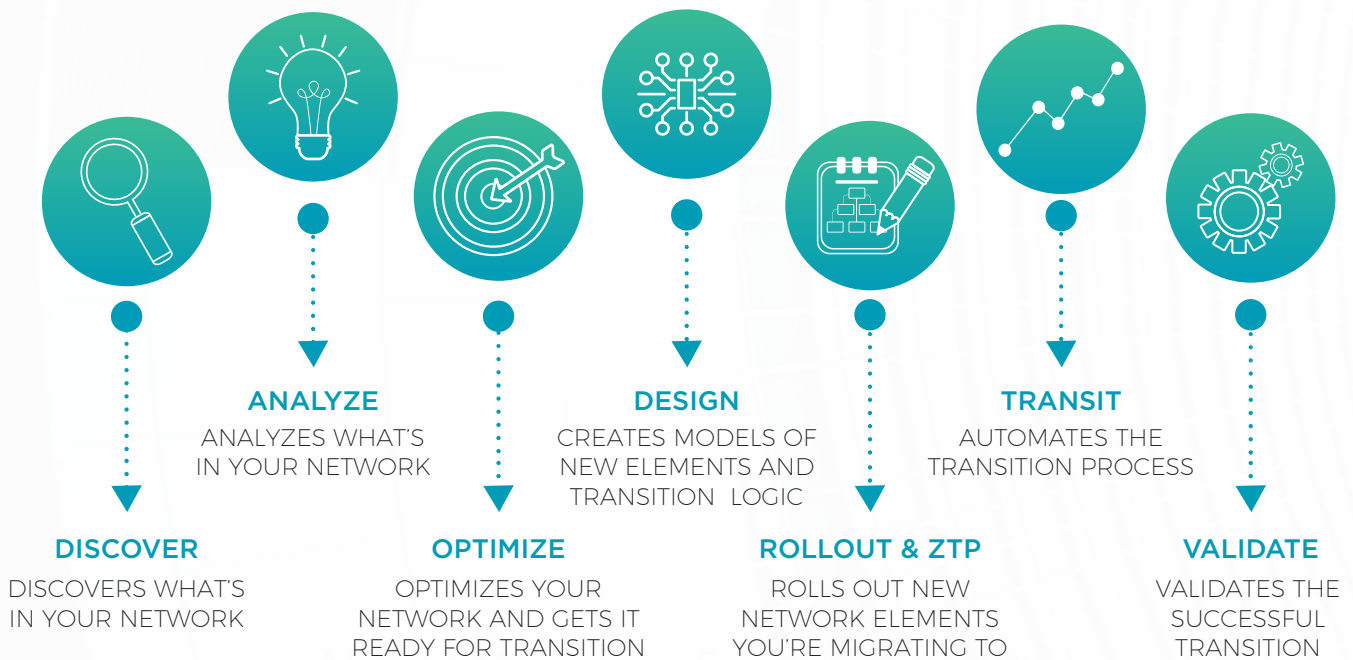 DISCOVER
DISCOVERS WHAT'S
IN YOUR NETWORK
ANALYZE
ANALYZES WHAT'S
IN YOUR NETWORK
OPTIMIZE
OPTIMIZES YOUR
NETWORK AND GETS IT
READY FOR TRANSITION
DESIGN
CREATES MODELS OF
NEW ELEMENTS AND
TRANSITION LOGIC
ROLLOUT & ZTP
ROLLS OUT NEW
NETWORK ELEMENTS
YOU'RE MIGRATING TO
TRANSIT
AUTOMATES THE
TRANSITION PROCESS
VALIDATE
VALIDATES THE
SUCCESSFUL
TRANSITION